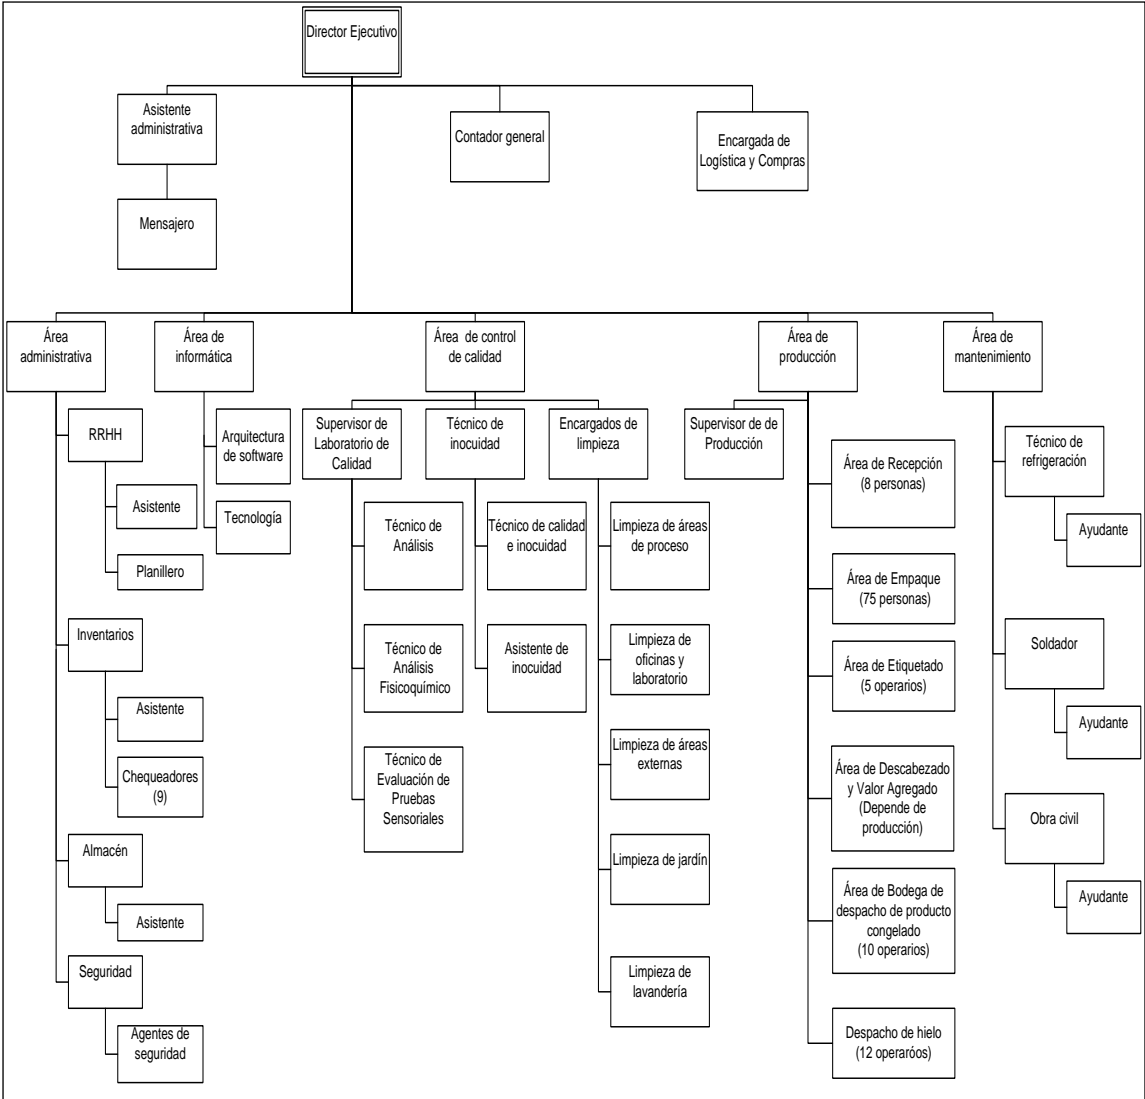 Director Ejecutivo
Asistente
administrativa
Contador general
Encargada de
Logística y Compras
Mensajero
Área
administrativa
Área de
informática
Área  de control
de calidad
Área de
producción
Área de
mantenimiento
RRHH
Asistente
Planillero
Inventarios
Asistente
Chequeadores
(9)
Almacén
Asistente
Seguridad
Agentes de
seguridad
Arquitectura
de software
Tecnología
Supervisor de
Laboratorio de
Calidad
Técnico de
Análisis
Técnico de
Análisis
Fisicoquímico
Técnico de
Evaluación de
Pruebas
Sensoriales
Técnico de
inocuidad
Técnico de calidad
e inocuidad
Asistente de
inocuidad
Encargados de
limpieza
Limpieza de áreas
de proceso
Limpieza de
oficinas y
laboratorio
Limpieza de áreas
externas
Limpieza de jardín
Limpieza de
lavandería
Supervisor de de
Producción
Área de Recepción
(8 personas)
Área de Empaque
(75 personas)
Área de Etiquetado
(5 operarios)
Área de Descabezado
y Valor Agregado
(Depende de
producción)
Área de Bodega de
despacho de producto
congelado
(10 operarios)
Despacho de hielo
(12 operaróos)
Técnico de
refrigeración
Ayudante
Soldador
Ayudante
Obra civil
Ayudante